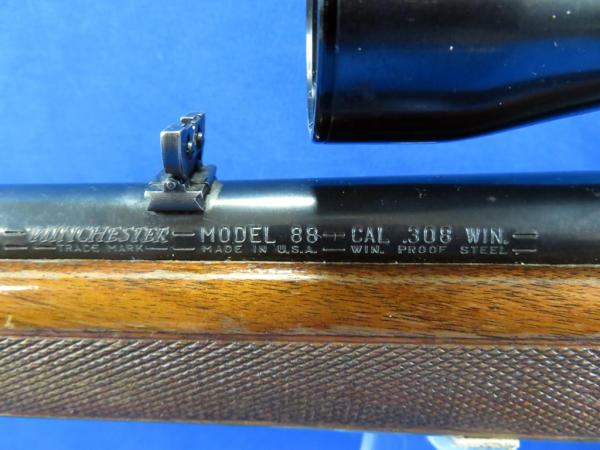 WINCHESTER MODEL 88 CAL .308 WIN.
TRADE MARK MADE IN U.S.A. WIN. PROOF STEEL